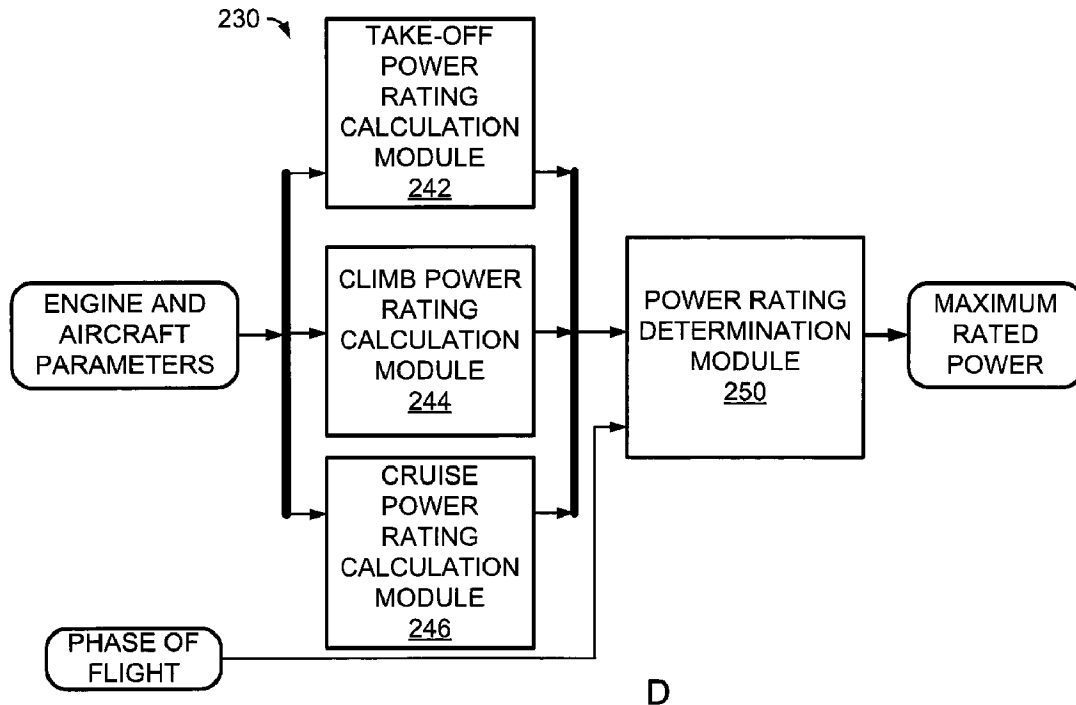 230
TAKE-OFF
POWER
RATING
CALCULATION
MODULE
242
CLIMB POWER
RATING
CALCULATION
MODULE
244
CRUISE
POWER
RATING
CALCULATION
MODULE
246
ENGINE AND
AIRCRAFT
PARAMETERS
PHASE OF
FLIGHT
POWER RATING
DETERMINATION
MODULE
250
MAXIMUM
RATED
POWER
D